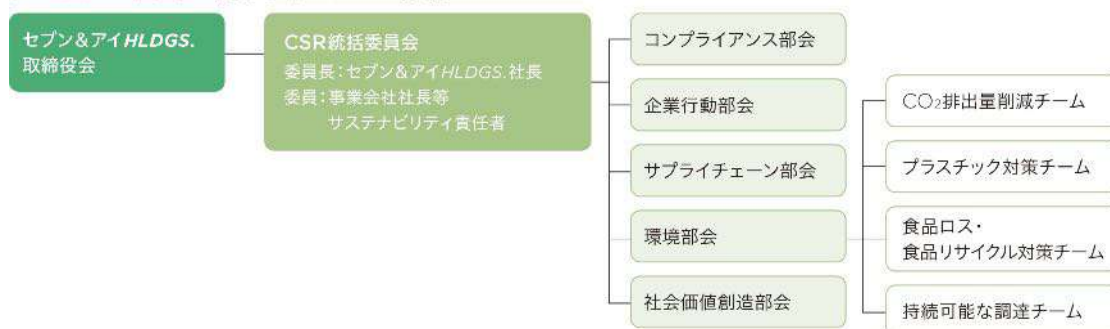 セブン&アイHLDGS.
取締役会
CSR統括委員会
委員長：セブン&アイHLDGS.社長
委員：事業会社社長等
サステナビリティ責任者
コンプライアンス部会
企業行動部会
サプライチェーン部会
環境部会
社会価値創造部会
CO₂排出量削減チーム
プラスチック対策チーム
食品ロス・
食品リサイクル対策チーム
持続可能な調達チーム